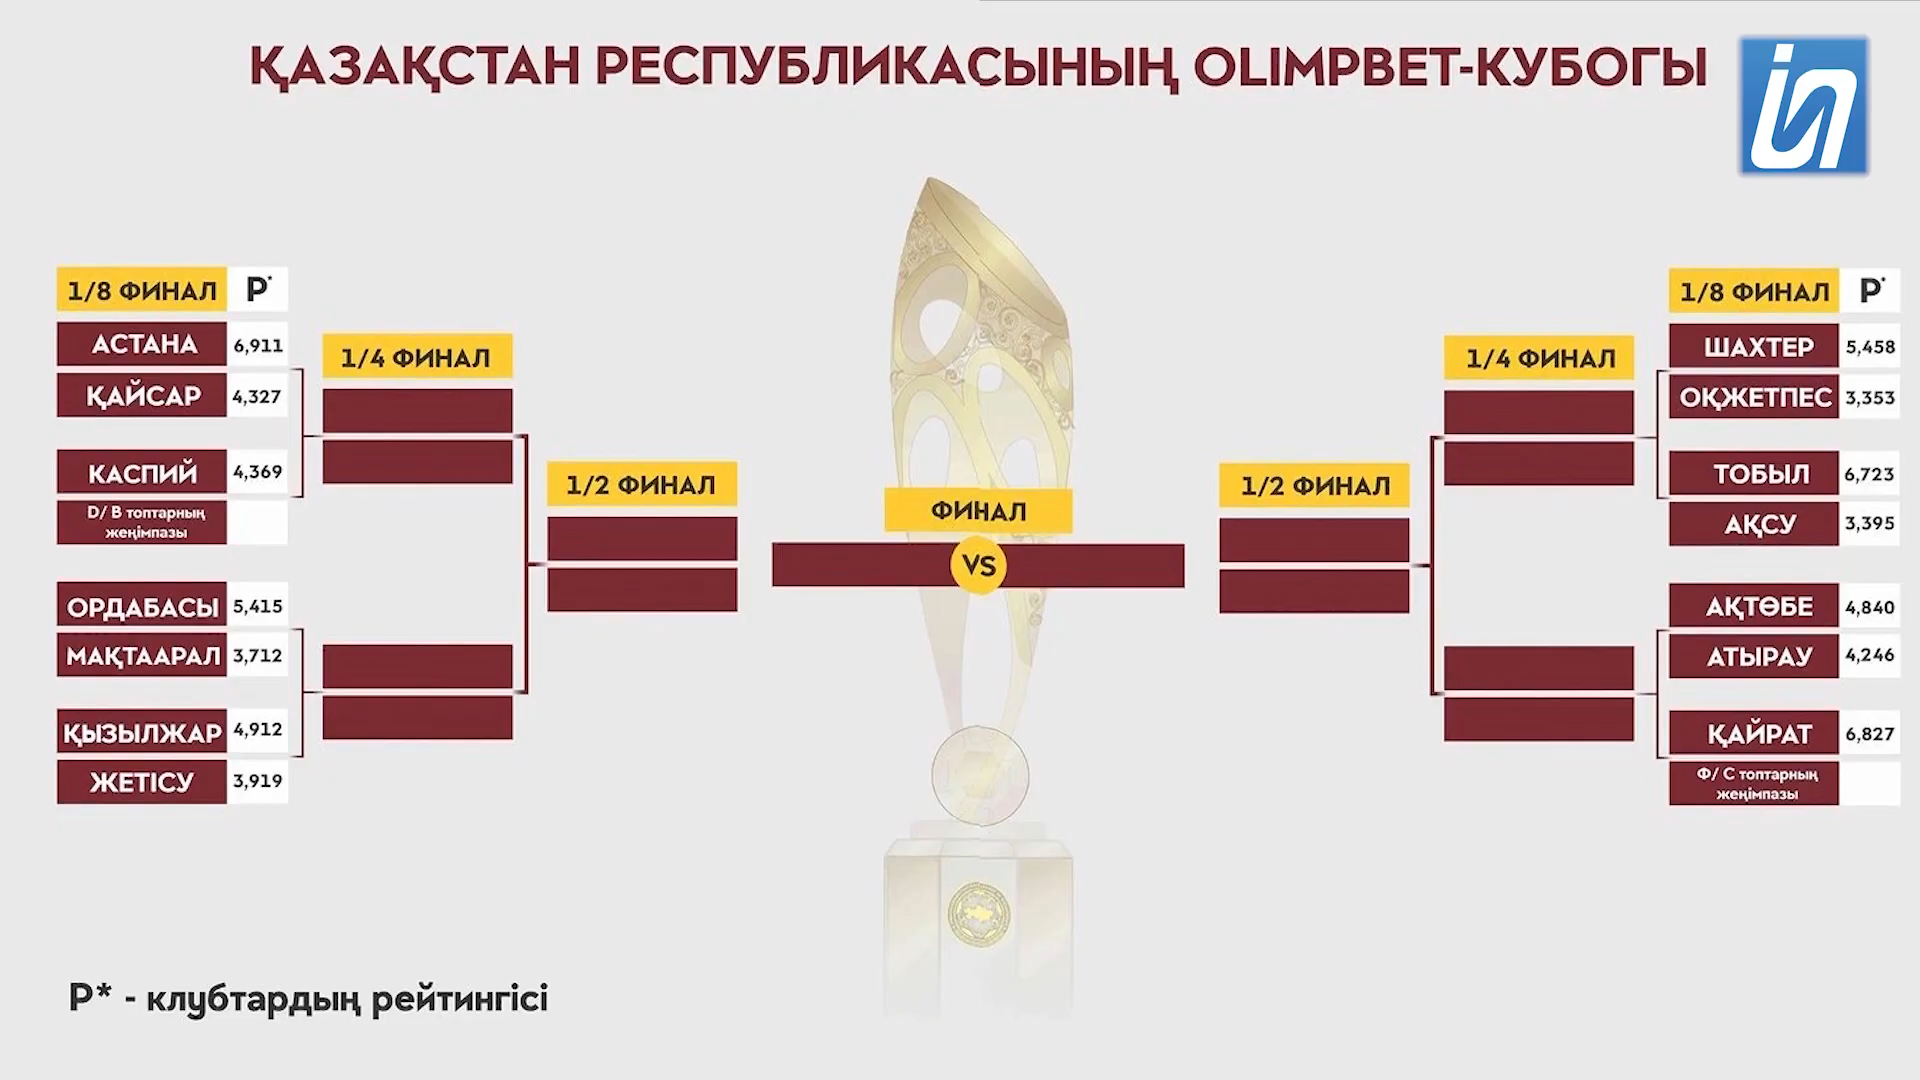 ҚАЗАҚСТАН РЕСПУБЛИКАСЫНЫҢ OLIMPBET-КУБОГЫ
1/8 ФИНАЛ P*
АСТАНА 6,911
ҚАЙСАР 4,327
КАСПИЙ 4,369
D/ B топтарның
жеңімпазы
ОРДАБАСЫ 5,415
МАҚТААРАЛ 3,712
ҚЫЗЫЛЖАР 4,912
ЖЕТІСУ 3,919
1/4 ФИНАЛ
1/2 ФИНАЛ
ФИНАЛ
VS
1/2 ФИНАЛ
1/4 ФИНАЛ
1/8 ФИНАЛ P*
ШАХТЕР 5,458
ОҚЖЕТПЕС 3,353
ТОБЫЛ 6,723
АҚСУ 3,395
АҚТӨБЕ 4,840
АТЫРАУ 4,246
ҚАЙРАТ 6,827
Ф/ С топтарның
жеңімпазы
P* - клубтардың рейтингісі